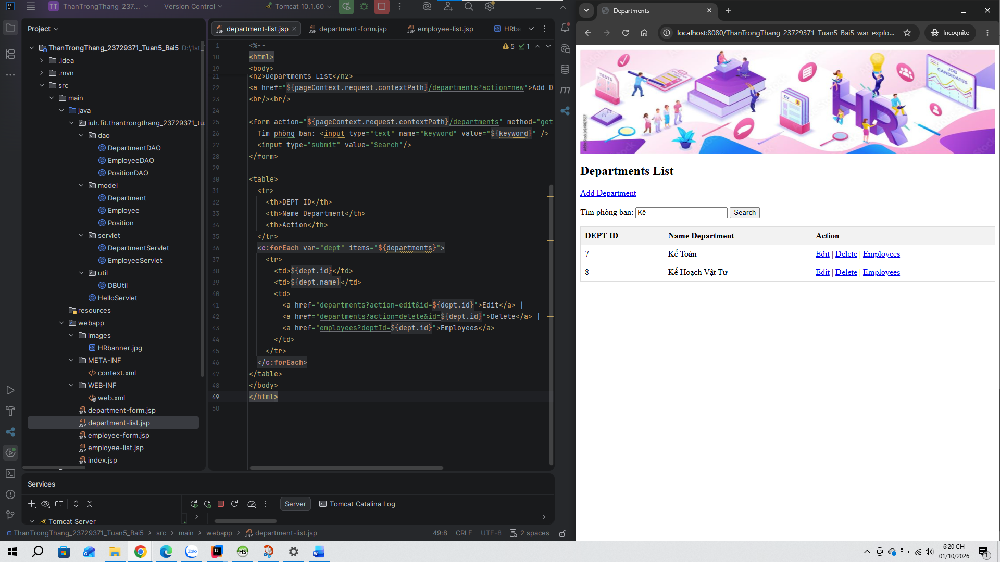 TT ThanTrongThang_237...
Version Control
Tomcat 10.1.60
Project
ThanTrongThang_23729371_Tuan5_Bai5 D:\1st_
.idea
.mvn
src
main
java
iuh.fit.thantrongthang_23729371_tua
dao
DepartmentDAO
EmployeeDAO
PositionDAO
model
Department
Employee
Position
servlet
DepartmentServlet
EmployeeServlet
util
DBUtil
HelloServlet
resources
webapp
images
HRbanner.jpg
META-INF
context.xml
WEB-INF
web.xml
department-form.jsp
department-list.jsp
employee-form.jsp
employee-list.jsp
index.jsp
department-list.jsp
department-form.jsp
employee-list.jsp
HRba
5 1
1 <%--
10 <html>
19 <body>
21 <h2>Departments List</h2>
22 <a href="${pageContext.request.contextPath}/departments?action=new">Add De
23 <br/><br/>
24
25 <form action="${pageContext.request.contextPath}/departments" method="get
26 Tìm phòng ban: <input type="text" name="keyword" value="${keyword}" />
27 <input type="submit" value="Search"/>
28 </form>
29
30 <table>
31 <tr>
32 <th>DEPT ID</th>
33 <th>Name Department</th>
34 <th>Action</th>
35 </tr>
36 <c:forEach var="dept" items="${departments}">
37 <tr>
38 <td>${dept.id}</td>
39 <td>${dept.name}</td>
40 <td>
41 <a href="departments?action=edit&id=${dept.id}">Edit</a> |
42 <a href="departments?action=delete&id=${dept.id}">Delete</a> |
43 <a href="employees?deptId=${dept.id}">Employees</a>
44 </td>
45 </tr>
46 </c:forEach>
47 </table>
48 </body>
49 </html>
50
Services
Server
Tomcat Catalina Log
Tomcat Server
ThanTrongThang_23729371_Tuan5_Bai5 > src > main > webapp > department-list.jsp
49:8 CRLF UTF-8 2 spaces
Departments
localhost:8080/ThanTrongThang_23729371_Tuan5_Bai5_war_explo...
Incognito
TESTS
CV
HR
JOB CANDIDATES
Adobe Stock | #249827537
Departments List
Add Department
Tìm phòng ban: Kế Search
DEPT ID Name Department Action
7 Kế Toán Edit | Delete | Employees
8 Kế Hoạch Vật Tư Edit | Delete | Employees
Zalo
HS
6:20 CH
01/10/2026
1